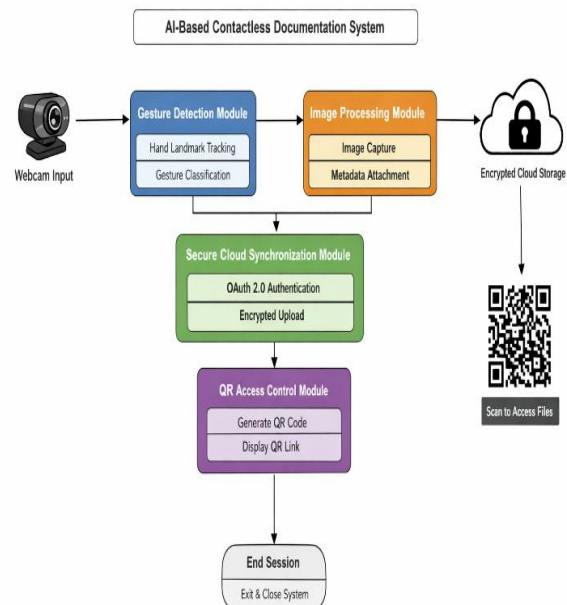 AI-Based Contactless Documentation System
Webcam Input
Gesture Detection Module
Hand Landmark Tracking
Gesture Classification
Image Processing Module
Image Capture
Metadata Attachment
Encrypted Cloud Storage
Secure Cloud Synchronization Module
OAuth 2.0 Authentication
Encrypted Upload
Scan to Access Files
QR Access Control Module
Generate QR Code
Display QR Link
End Session
Exit & Close System